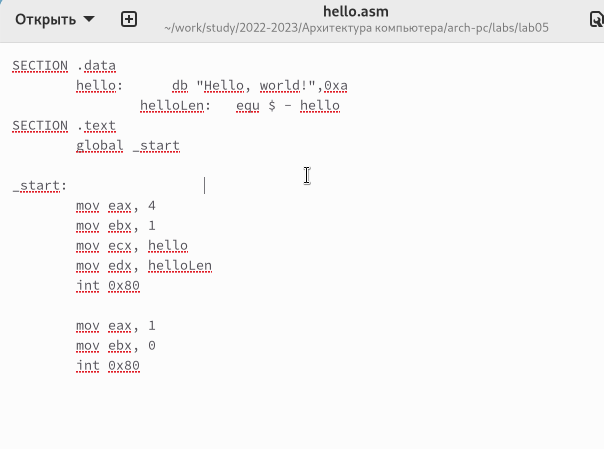 hello.asm
Открыть
~/work/study/2022-2023/Архитектура компьютера/arch-pc/labs/lab05
SECTION .data
hello: db "Hello, world!",0xa
helloLen: equ $ - hello
SECTION .text
global _start
_start:
mov eax, 4
mov ebx, 1
mov ecx, hello
mov edx, helloLen
int 0x80
mov eax, 1
mov ebx, 0
int 0x80